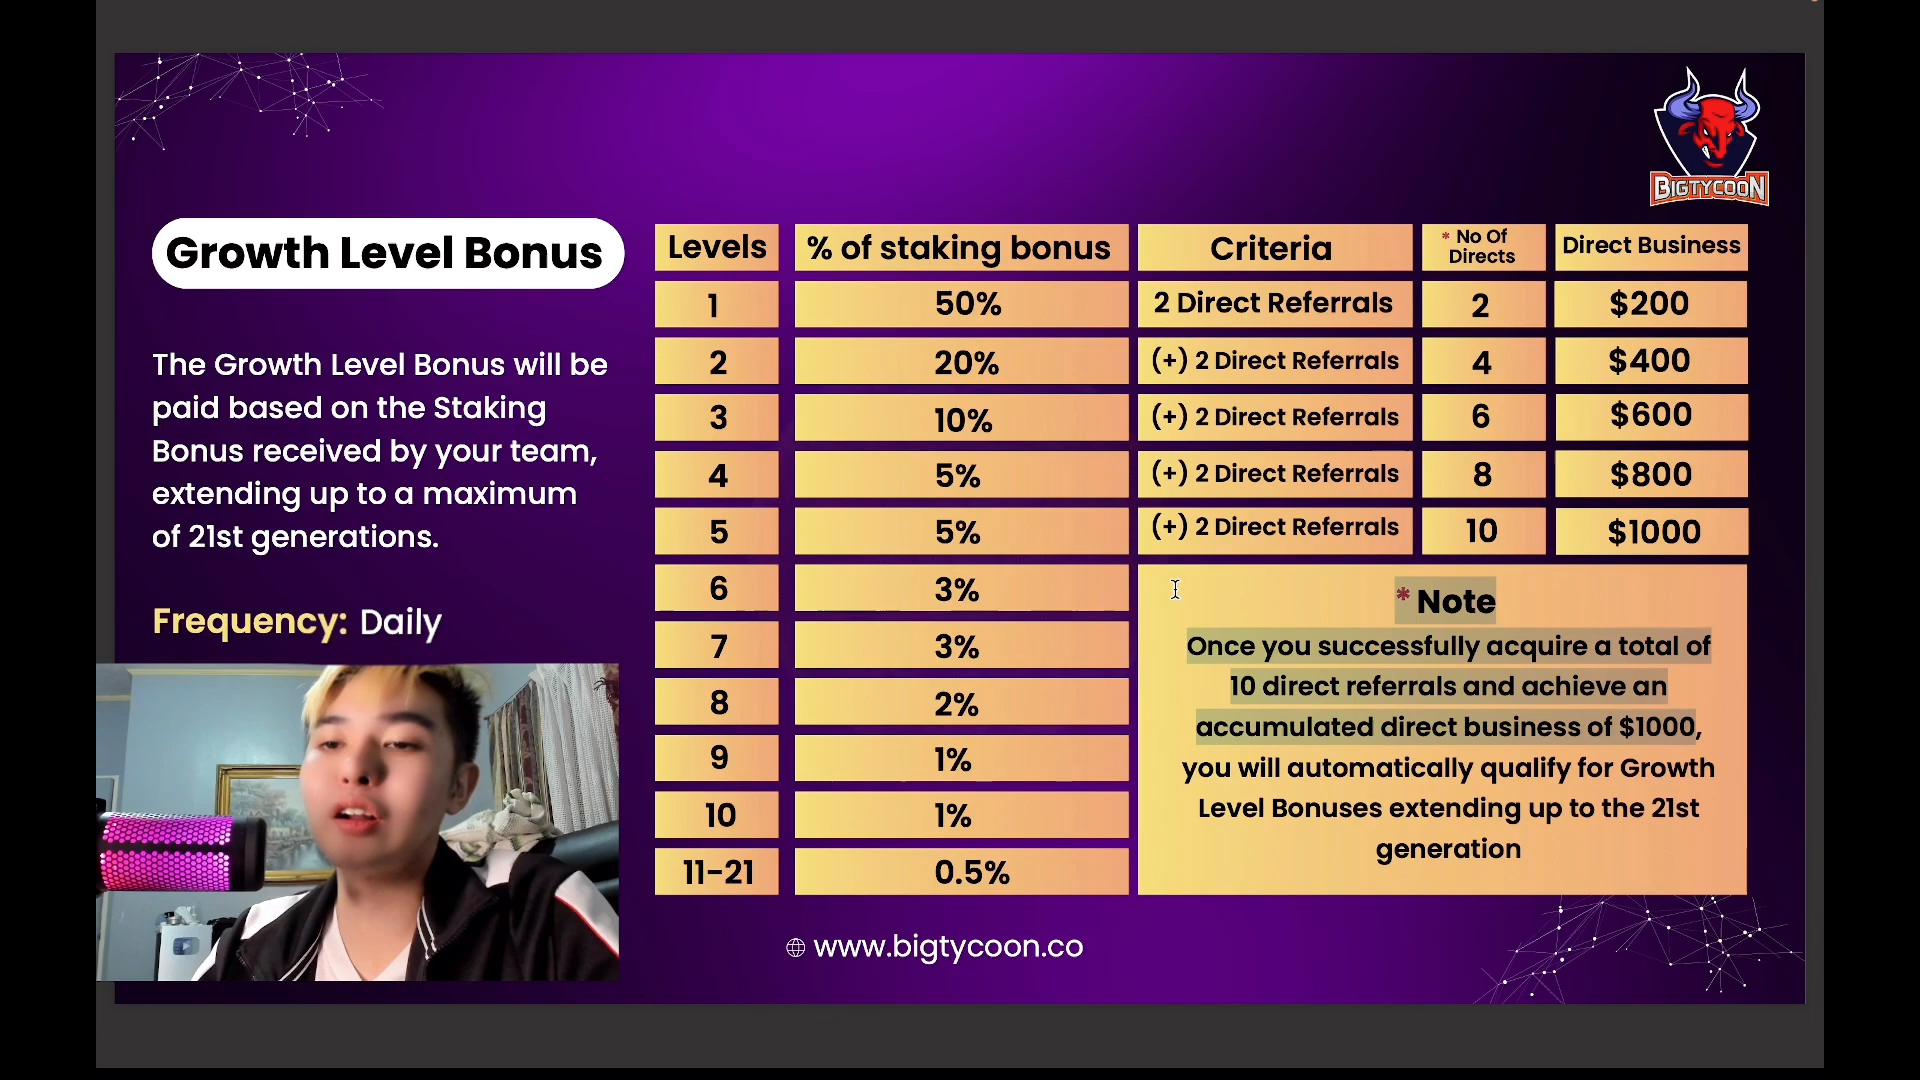 BIGTYCOON
Growth Level Bonus
The Growth Level Bonus will be
paid based on the Staking
Bonus received by your team,
extending up to a maximum
of 21st generations.
Frequency: Daily
Levels % of staking bonus Criteria * No Of Directs Direct Business
1 50% 2 Direct Referrals 2 $200
2 20% (+) 2 Direct Referrals 4 $400
3 10% (+) 2 Direct Referrals 6 $600
4 5% (+) 2 Direct Referrals 8 $800
5 5% (+) 2 Direct Referrals 10 $1000
6 3%
7 3%
8 2%
9 1%
10 1%
11-21 0.5%
* Note
Once you successfully acquire a total of
10 direct referrals and achieve an
accumulated direct business of $1000,
you will automatically qualify for Growth
Level Bonuses extending up to the 21st
generation
www.bigtycoon.co